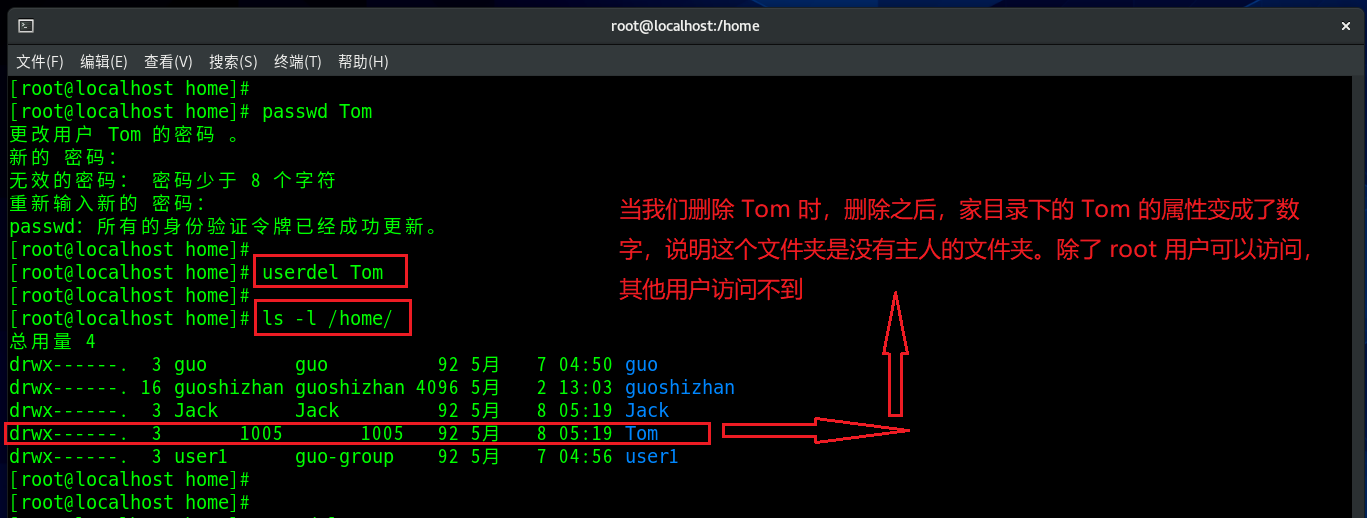 root@localhost:/home
文件(F) 编辑(E) 查看(V) 搜索(S) 终端(T) 帮助(H)
[root@localhost home]#
[root@localhost home]# passwd Tom
更改用户 Tom 的密码 。
新的 密码：
无效的密码： 密码少于 8 个字符
重新输入新的 密码：
passwd：所有的身份验证令牌已经成功更新。
[root@localhost home]#
[root@localhost home]# userdel Tom
[root@localhost home]#
[root@localhost home]# ls -l /home/
总用量 4
drwx------. 3 guo guo 92 5月 7 04:50 guo
drwx------. 16 guoshizhan guoshizhan 4096 5月 2 13:03 guoshizhan
drwx------. 3 Jack Jack 92 5月 8 05:19 Jack
drwx------. 3 1005 1005 92 5月 8 05:19 Tom
drwx------. 3 user1 guo-group 92 5月 7 04:56 user1
[root@localhost home]#
[root@localhost home]#
当我们删除 Tom 时，删除之后，家目录下的 Tom 的属性变成了数
字，说明这个文件夹是没有主人的文件夹。除了 root 用户可以访问，
其他用户访问不到